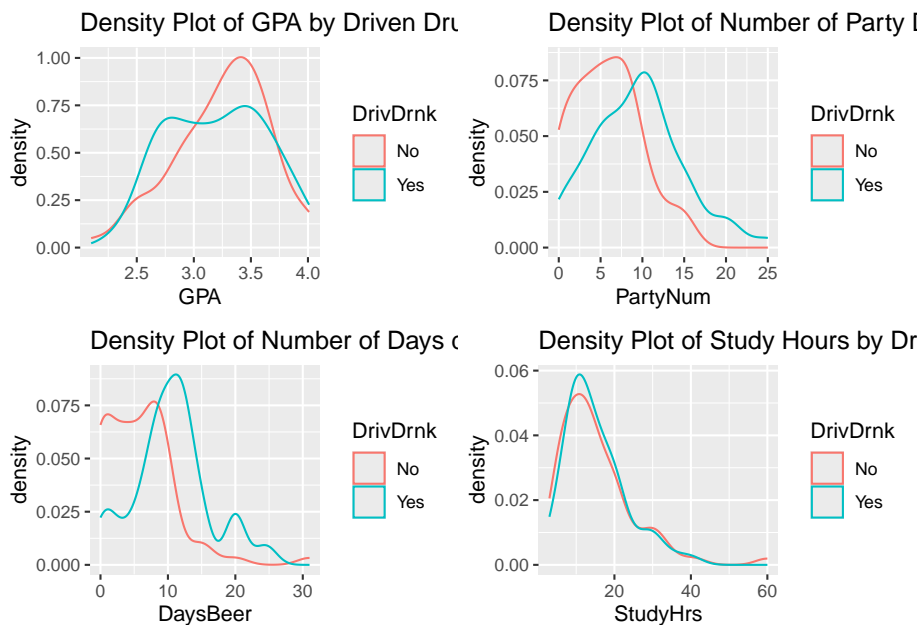 Density Plot of GPA by Driven Dru
1.00
0.75
0.50
0.25
0.00
density
2.5 3.0 3.5 4.0
GPA
DrivDrnk
No
Yes
Density Plot of Number of Party D
0.075
0.050
0.025
0.000
density
0 5 10 15 20 25
PartyNum
DrivDrnk
No
Yes
Density Plot of Number of Days o
0.075
0.050
0.025
0.000
density
0 10 20 30
DaysBeer
DrivDrnk
No
Yes
Density Plot of Study Hours by Dr
0.06
0.04
0.02
0.00
density
20 40 60
StudyHrs
DrivDrnk
No
Yes